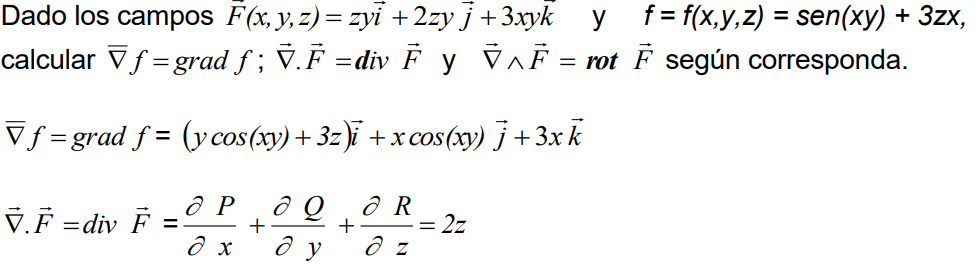 Dado los campos F⃗(x, y, z) = zyi⃗ + 2zy j⃗ + 3xyk⃗ y f = f(x,y,z) = sen(xy) + 3zx,
calcular ∇̅ f = grad f ; ∇⃗.F⃗ = div F⃗ y ∇⃗ ∧ F⃗ = rot F⃗ según corresponda.
∇̅ f = grad f = (y cos(xy) + 3z)i⃗ + x cos(xy) j⃗ + 3x k⃗
∇⃗.F⃗ = div F⃗ = ∂ P/∂ x + ∂ Q/∂ y + ∂ R/∂ z = 2z